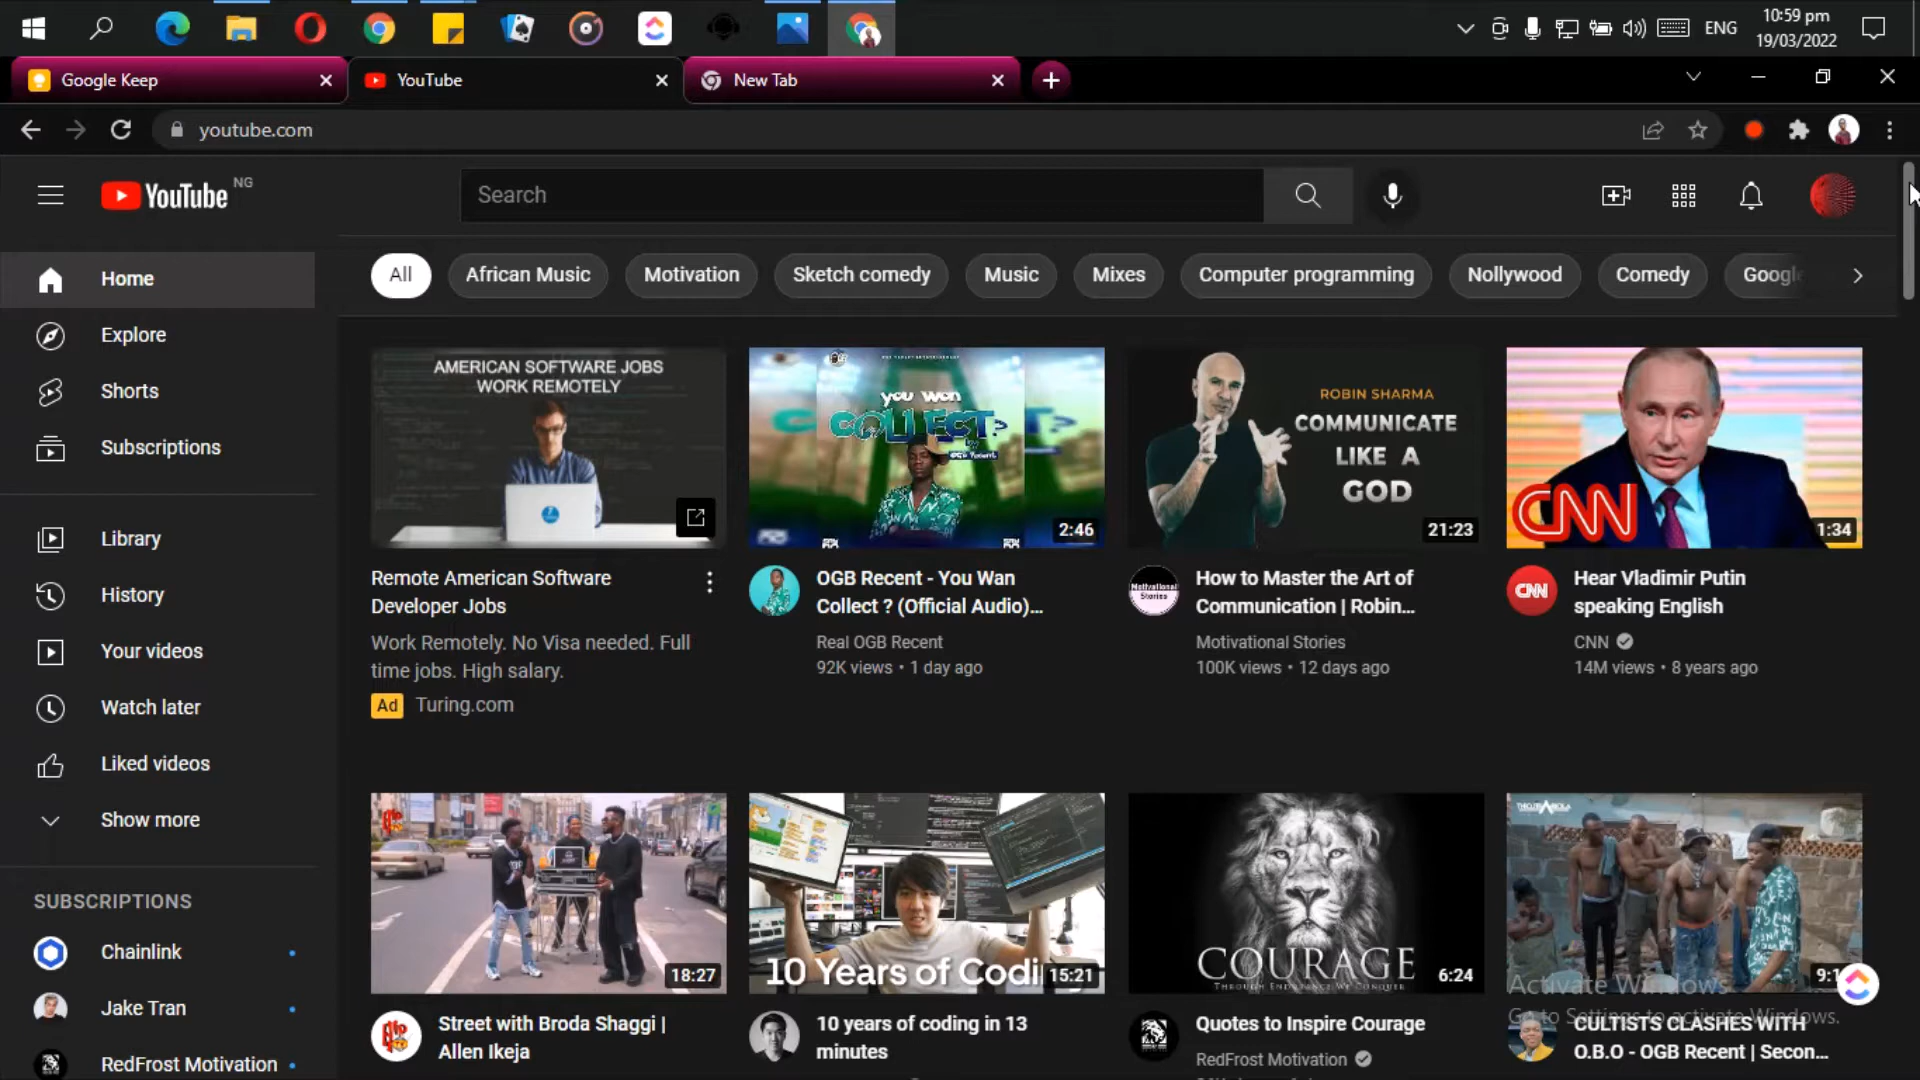 ENG
10:59 pm
19/03/2022
Google Keep
YouTube
New Tab
youtube.com
YouTube NG
Search
Home
Explore
Shorts
Subscriptions
Library
History
Your videos
Watch later
Liked videos
Show more
SUBSCRIPTIONS
Chainlink
Jake Tran
RedFrost Motivation
All
African Music
Motivation
Sketch comedy
Music
Mixes
Computer programming
Nollywood
Comedy
AMERICAN SOFTWARE JOBS
WORK REMOTELY
Remote American Software
Developer Jobs
Work Remotely. No Visa needed. Full
time jobs. High salary.
Ad Turing.com
you wan
COLLECT?
2:46
OGB Recent - You Wan
Collect ? (Official Audio)...
Real OGB Recent
92K views • 1 day ago
ROBIN SHARMA
COMMUNICATE
LIKE A
GOD
21:23
Motivational
Stories
How to Master the Art of
Communication | Robin...
Motivational Stories
100K views • 12 days ago
CNN
1:34
CNN
Hear Vladimir Putin
speaking English
CNN
14M views • 8 years ago
18:27
Street with Broda Shaggi |
Allen Ikeja
10 Years of Codi
15:21
10 years of coding in 13
minutes
COURAGE
THROUGH ENDURANCE WE CONQUER
6:24
Quotes to Inspire Courage
RedFrost Motivation
Activate Windows
Go to Settings to activate Windows.
CULTISTS CLASHES WITH
O.B.O - OGB Recent | Secon...